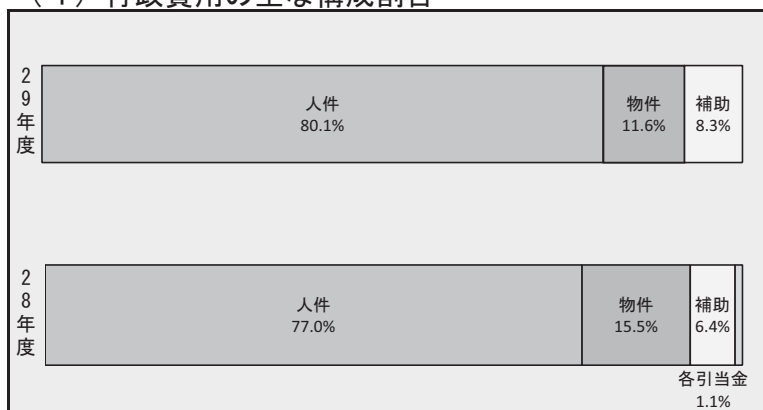 行政費用の主な構成割合
29年度
人件
80.1%
物件
11.6%
補助
8.3%
28年度
人件
77.0%
物件
15.5%
補助
6.4%
各引当金
1.1%